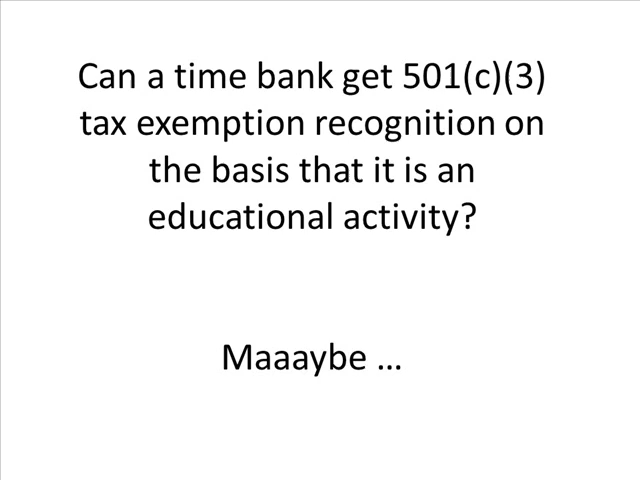 Can a time bank get 501(c)(3)
tax exemption recognition on
the basis that it is an
educational activity?
Maaaybe ...